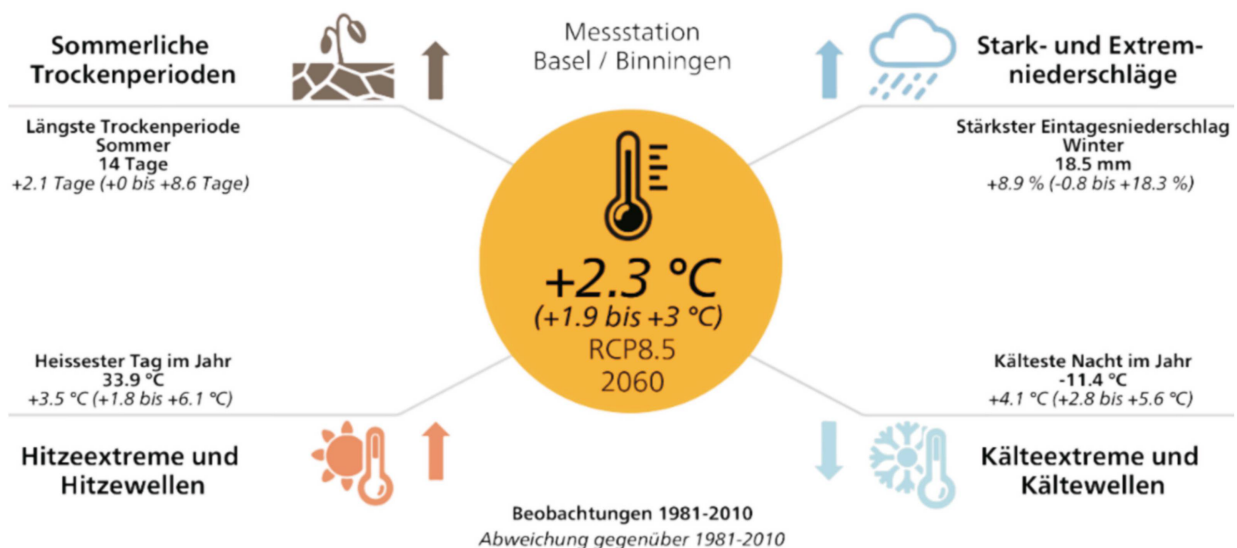 Sommerliche
Trockenperioden
Messstation
Basel / Binningen
Stark- und Extrem-
niederschläge
Längste Trockenperiode
Sommer
14 Tage
+2.1 Tage (+0 bis +8.6 Tage)
Stärkster Eintagesniederschlag
Winter
18.5 mm
+8.9 % (-0.8 bis +18.3 %)
+2.3 °C
(+1.9 bis +3 °C)
RCP8.5
2060
Heissester Tag im Jahr
33.9 °C
+3.5 °C (+1.8 bis +6.1 °C)
Kälteste Nacht im Jahr
-11.4 °C
+4.1 °C (+2.8 bis +5.6 °C)
Hitzeextreme und
Hitzewellen
Kälteextreme und
Kältewellen
Beobachtungen 1981-2010
Abweichung gegenüber 1981-2010